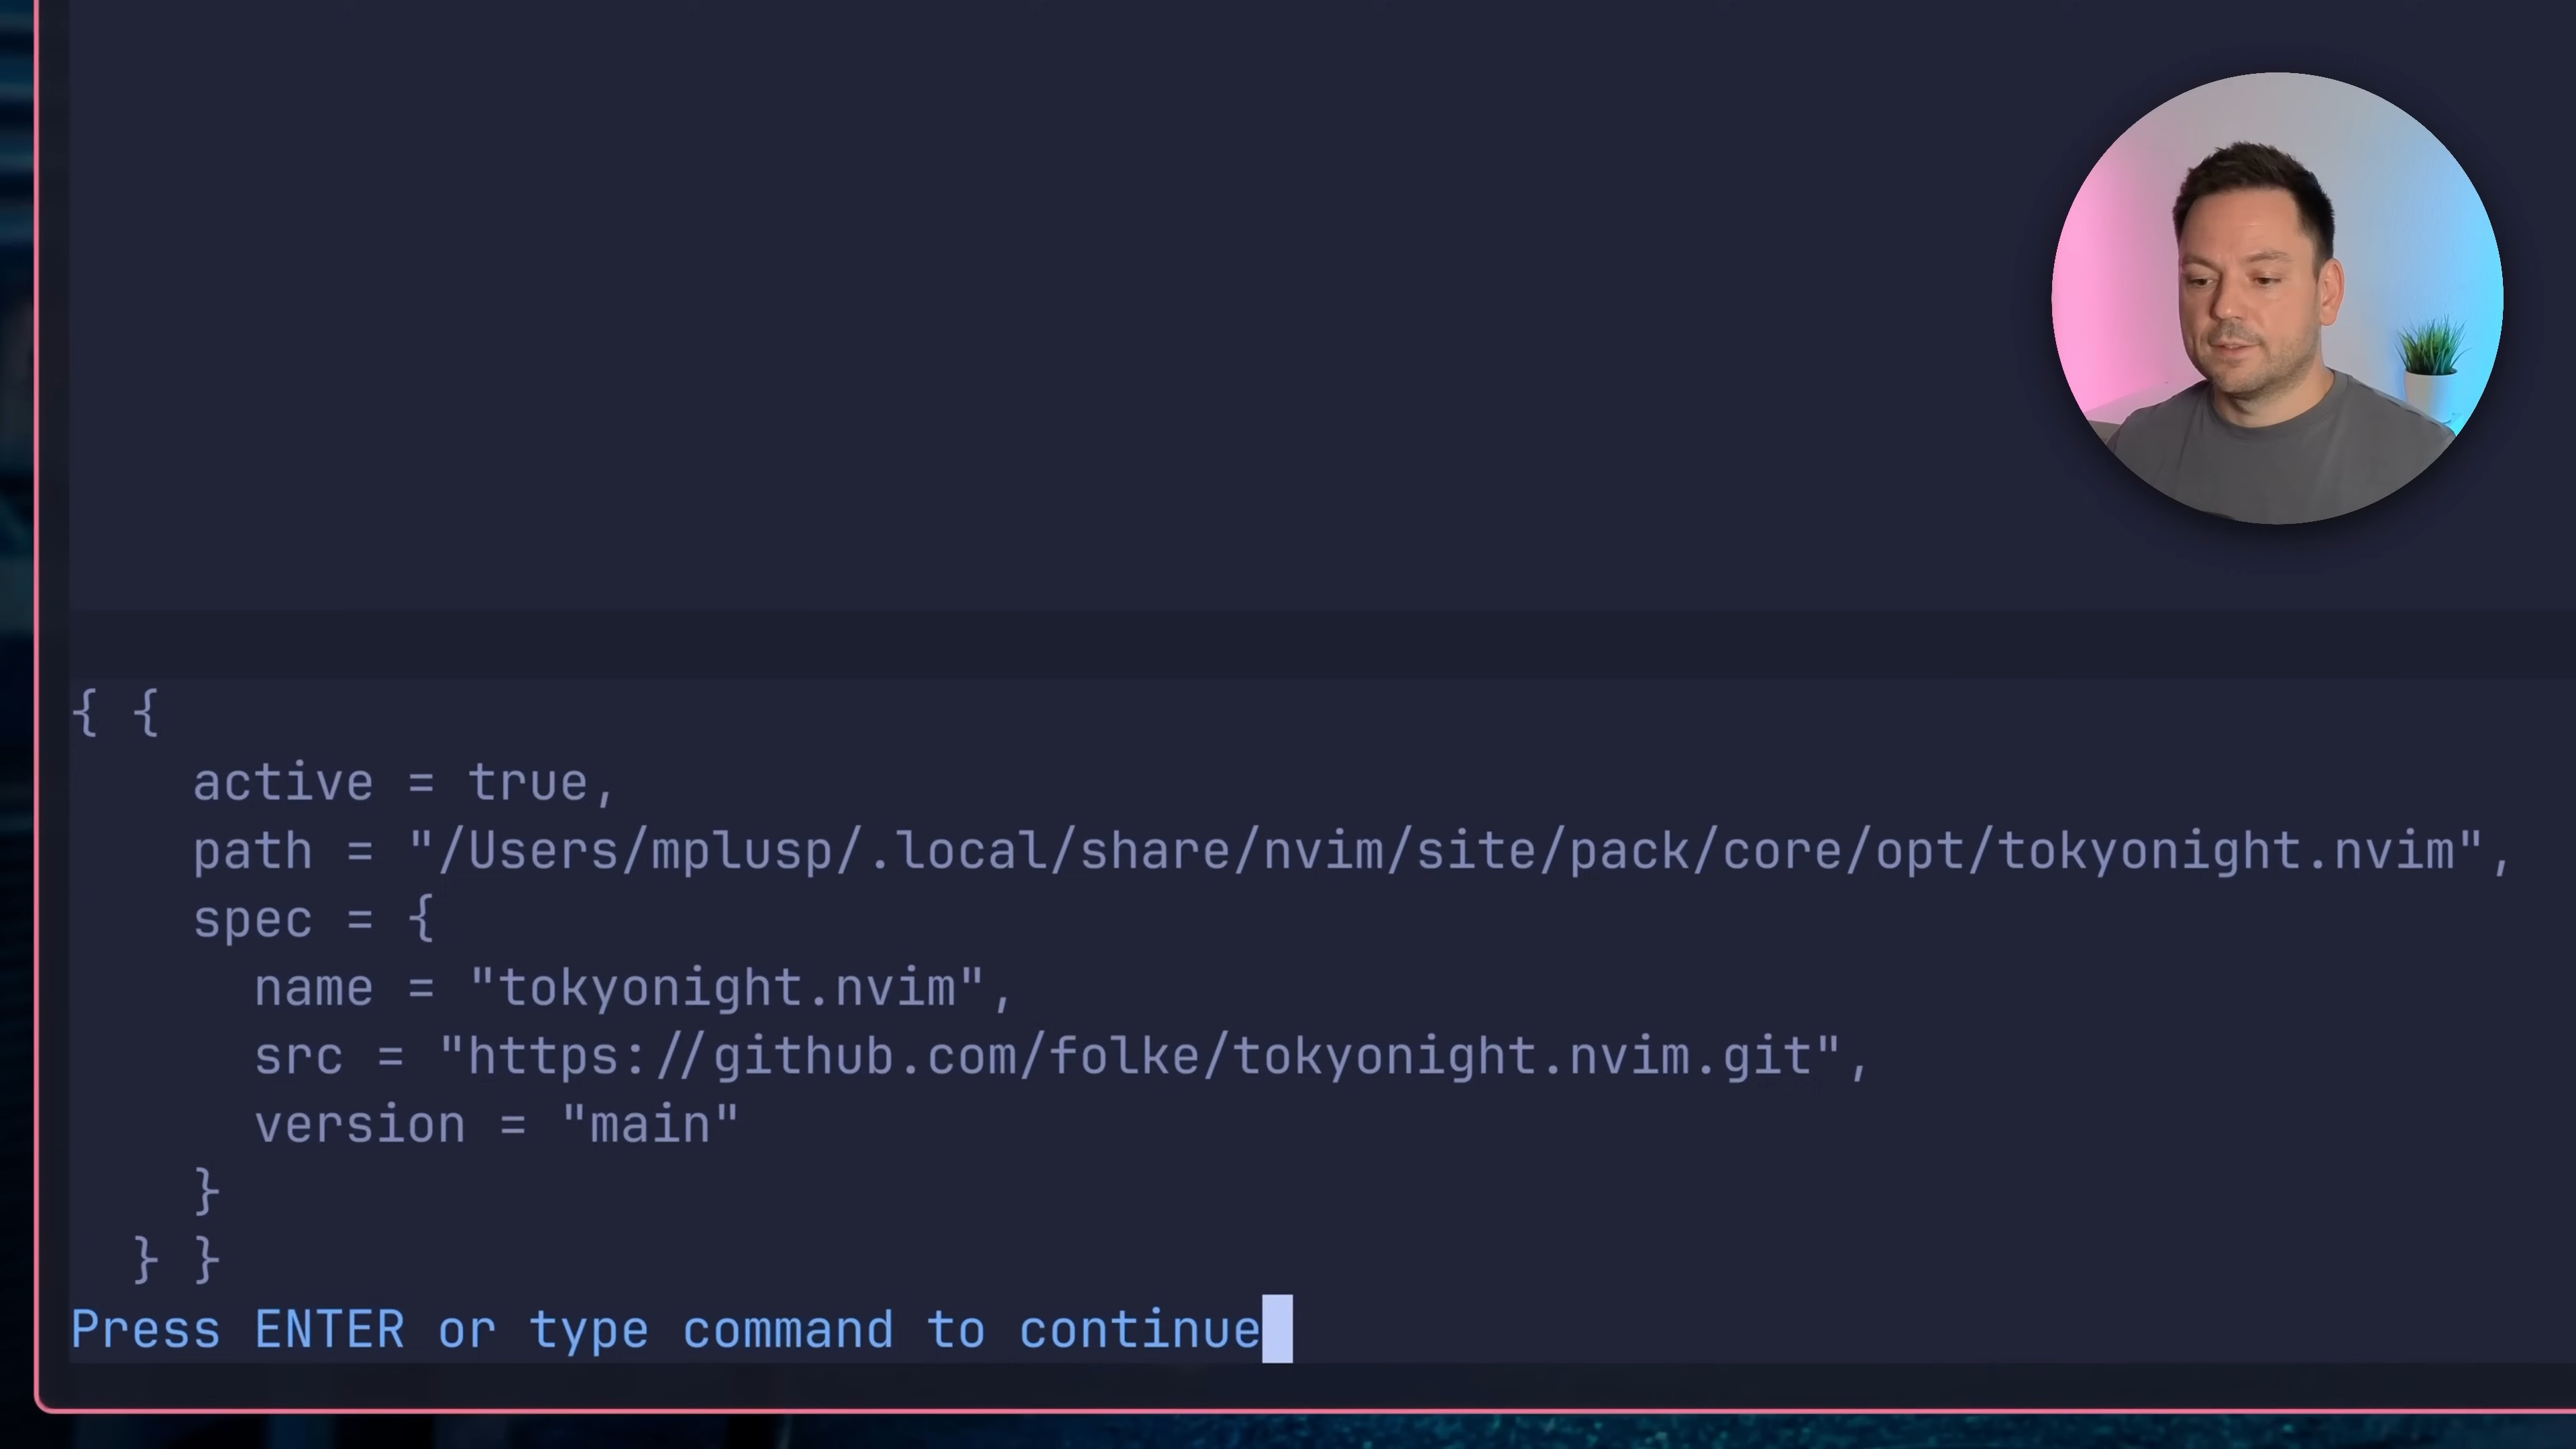 { {
    active = true,
    path = "/Users/mplusp/.local/share/nvim/site/pack/core/opt/tokyonight.nvim",
    spec = {
      name = "tokyonight.nvim",
      src = "https://github.com/folke/tokyonight.nvim.git",
      version = "main"
    }
  } }
Press ENTER or type command to continue